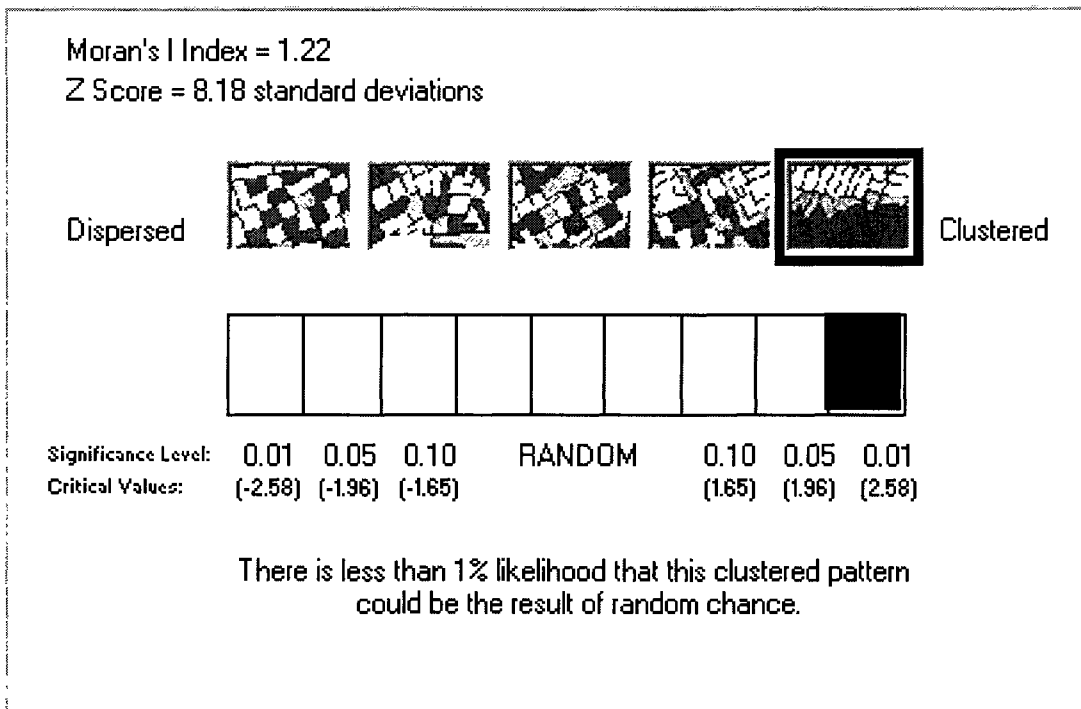 Moran's I Index = 1.22
Z Score = 8.18 standard deviations
Dispersed
Clustered
Significance Level: 0.01 0.05 0.10 RANDOM 0.10 0.05 0.01
Critical Values: (-2.58) (-1.96) (-1.65) (1.65) (1.96) (2.58)
There is less than 1% likelihood that this clustered pattern
could be the result of random chance.